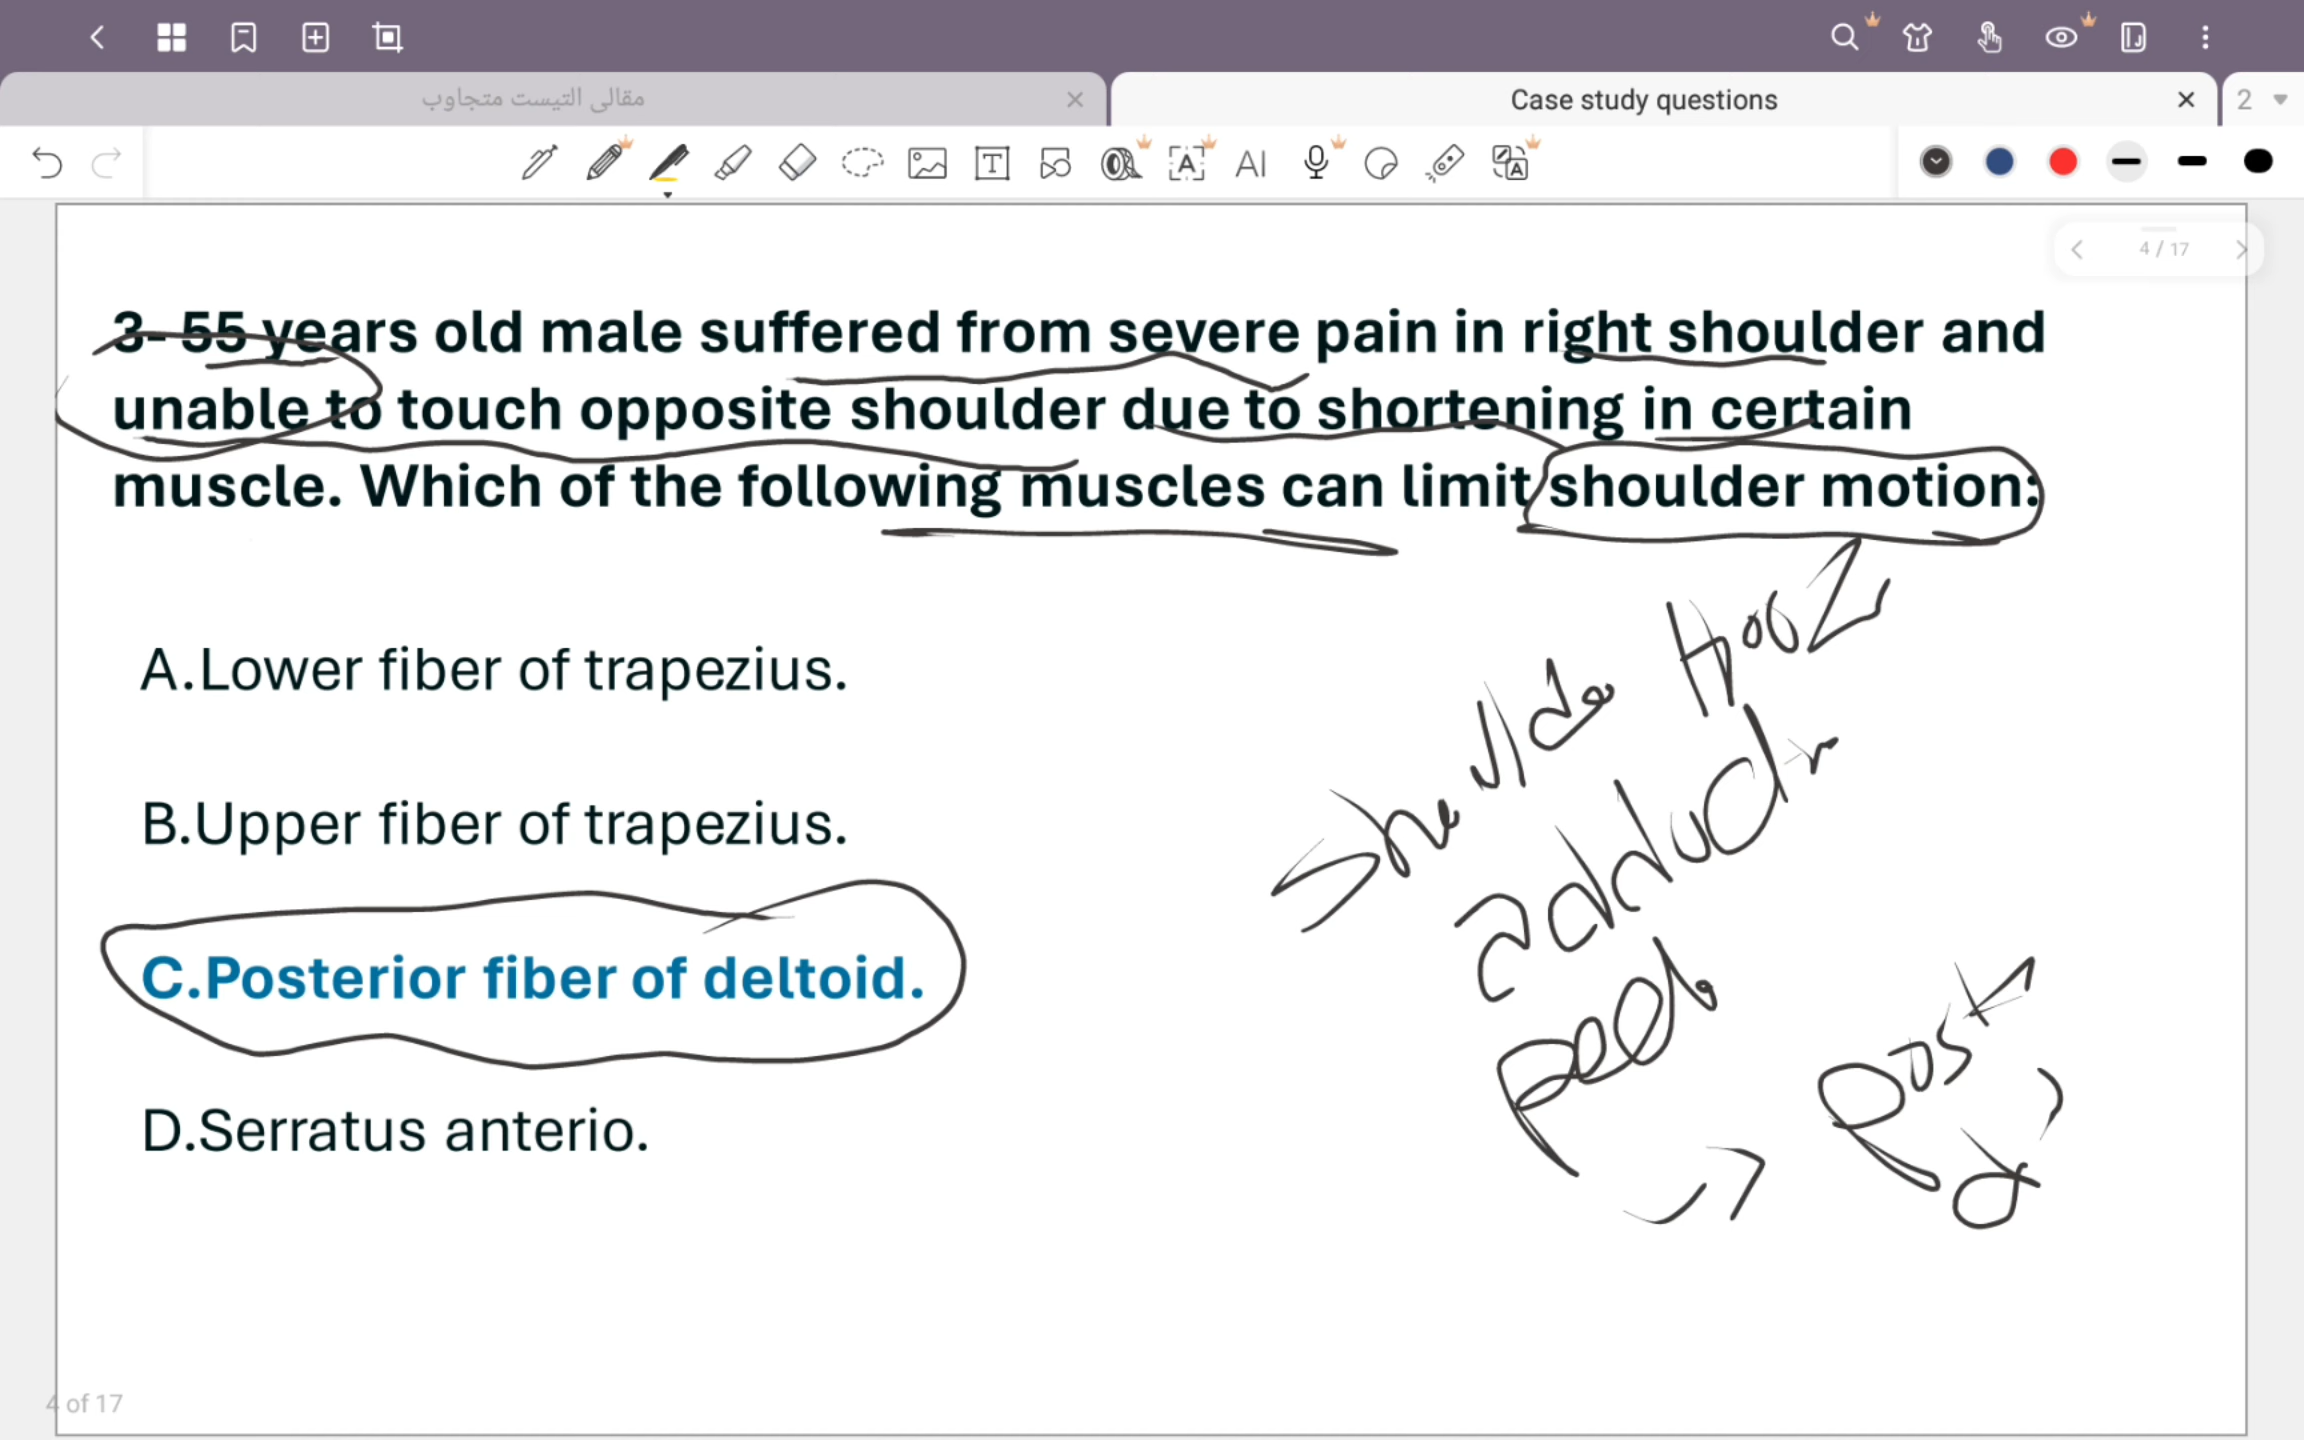 مقالى التيست متجاوب
Case study questions
2
4 / 17
3- 55 years old male suffered from severe pain in right shoulder and
unable to touch opposite shoulder due to shortening in certain
muscle. Which of the following muscles can limit shoulder motion:
A.Lower fiber of trapezius.
B.Upper fiber of trapezius.
C.Posterior fiber of deltoid.
D.Serratus anterio.
Post
4 of 17